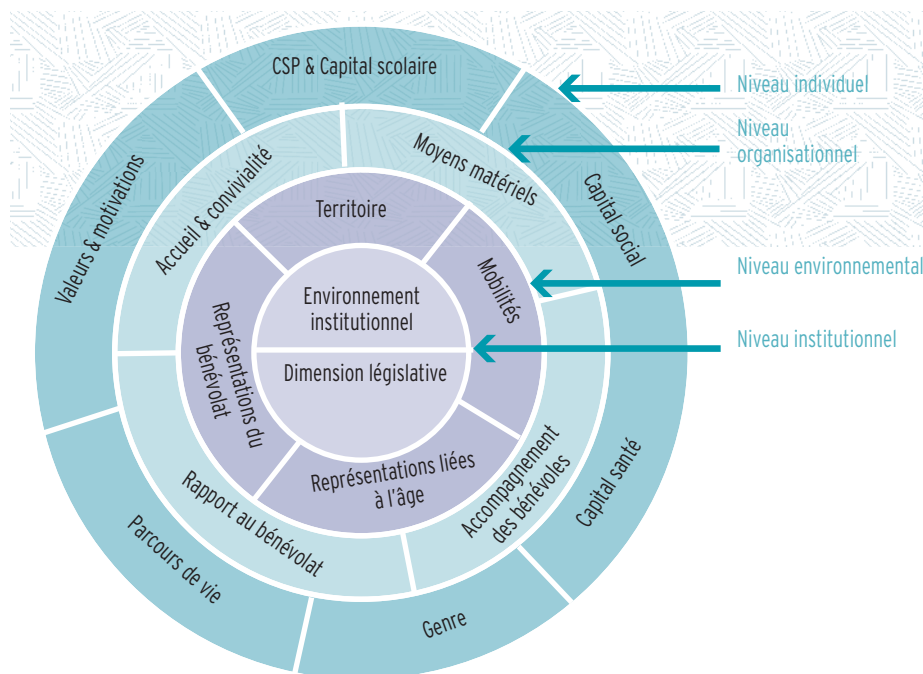 CSP & Capital scolaire
Niveau individuel
Niveau
organisationnel
Moyens matériels
Capital social
Valeurs & motivations
Accueil & convivialité
Territoire
Mobilités
Niveau environnemental
Environnement
institutionnel
Niveau institutionnel
Dimension législative
Représentations du
bénévolat
Représentations liées
à l'âge
Accompagnement
des bénévoles
Capital santé
Rapport au bénévolat
Parcours de vie
Genre